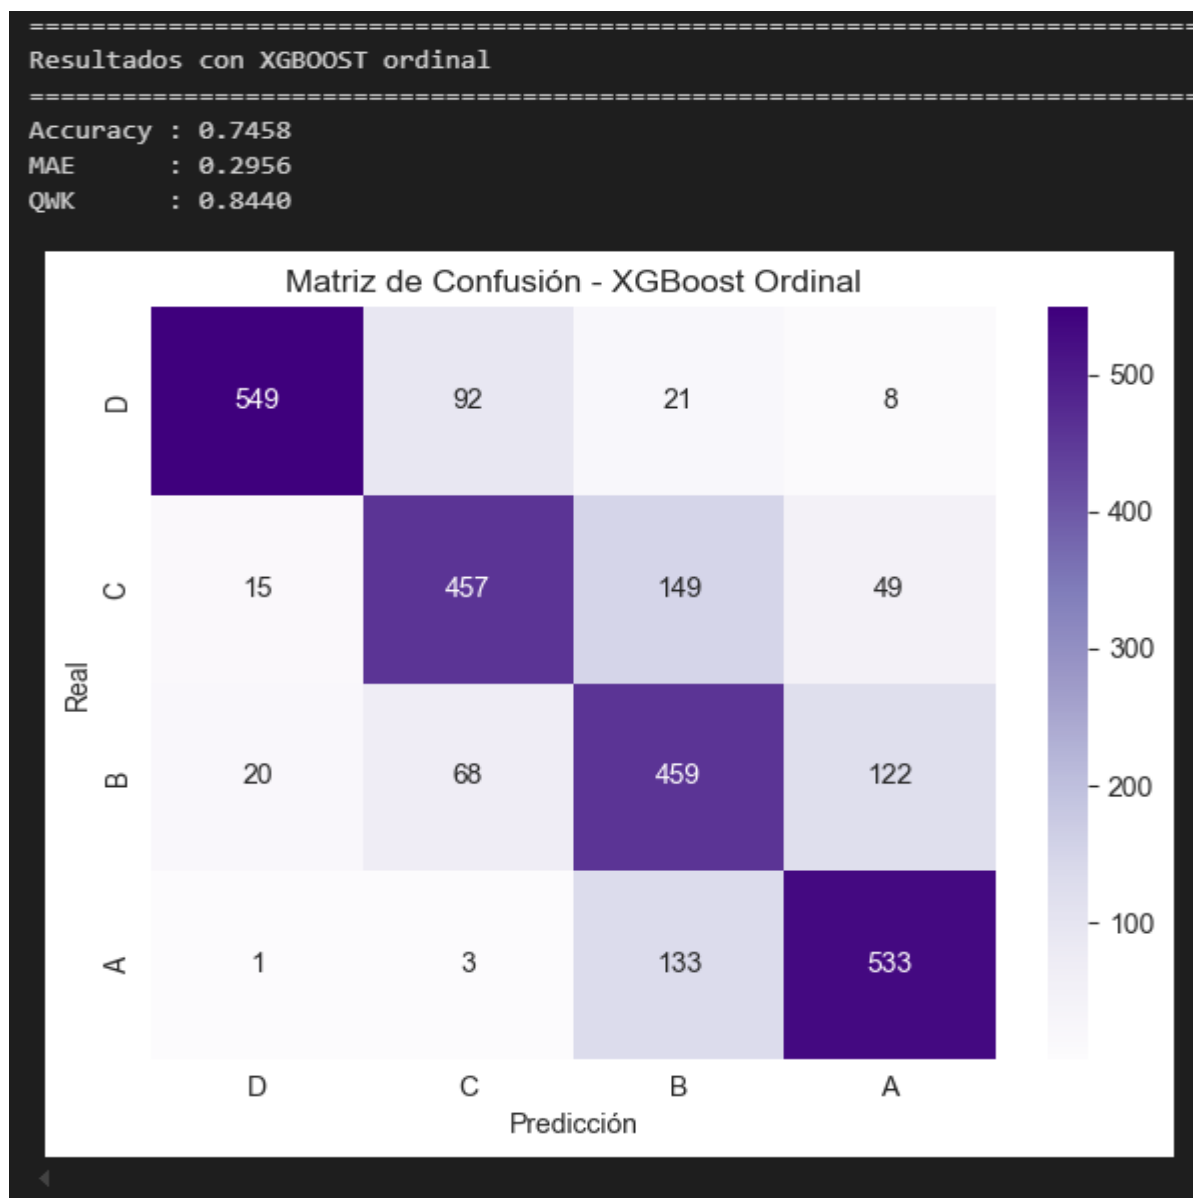 ================================================================================
Resultados con XGBOOST ordinal
================================================================================
Accuracy : 0.7458
MAE      : 0.2956
QWK      : 0.8440
Matriz de Confusión - XGBoost Ordinal
D 549 92 21 8
C 15 457 149 49
B 20 68 459 122
A 1 3 133 533
D C B A
Predicción
Real
500
400
300
200
100